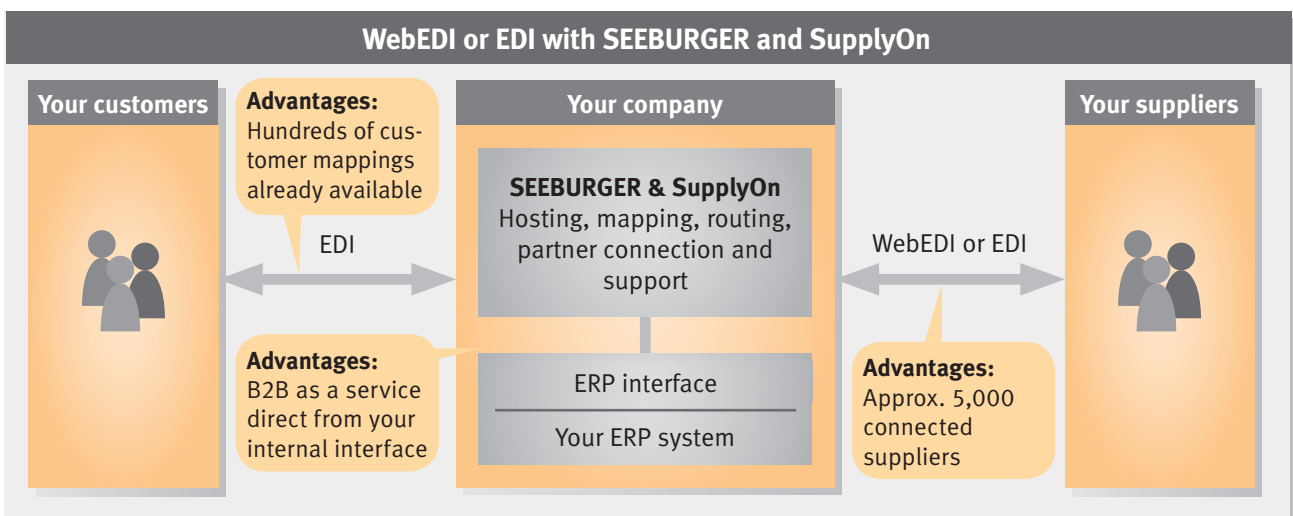 WebEDI or EDI with SEEBURGER and SupplyOn
Your customers
Advantages:
Hundreds of cus-
tomer mappings
already available
EDI
Advantages:
B2B as a service
direct from your
internal interface
Your company
SEEBURGER & SupplyOn
Hosting, mapping, routing,
partner connection and
support
ERP interface
Your ERP system
WebEDI or EDI
Advantages:
Approx. 5,000
connected
suppliers
Your suppliers